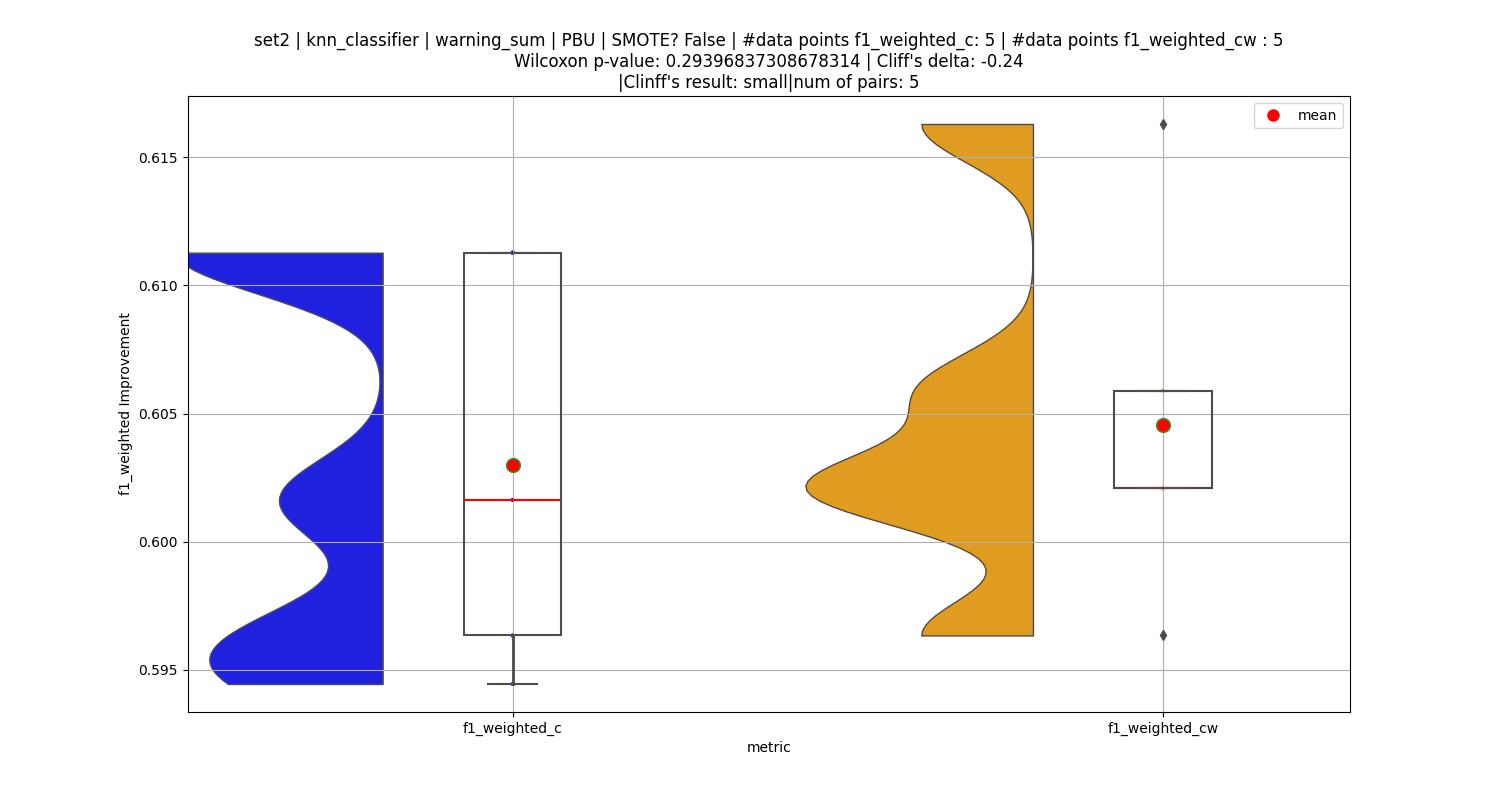 set2 | knn_classifier | warning_sum | PBU | SMOTE? False | #data points f1_weighted_c: 5 | #data points f1_weighted_cw : 5
Wilcoxon p-value: 0.29396837308678314 | Cliff's delta: -0.24
|Clinff's result: small|num of pairs: 5
mean
0.615
0.610
0.605
0.600
0.595
f1_weighted Improvement
f1_weighted_c
f1_weighted_cw
metric